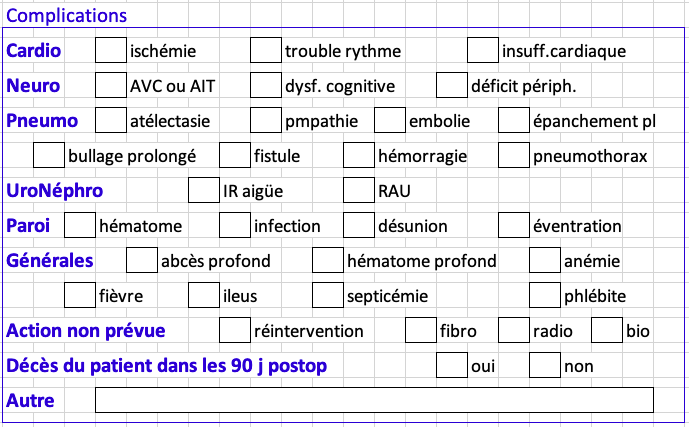 Complications
Cardio ischémie trouble rythme insuff.cardiaque
Neuro AVC ou AIT dysf. cognitive déficit périph.
Pneumo atélectasie pmpathie embolie épanchement pl
bullage prolongé fistule hémorragie pneumothorax
UroNéphro IR aigüe RAU
Paroi hématome infection désunion éventration
Générales abcès profond hématome profond anémie
fièvre ileus septicémie phlébite
Action non prévue réintervention fibro radio bio
Décès du patient dans les 90 j postop oui non
Autre